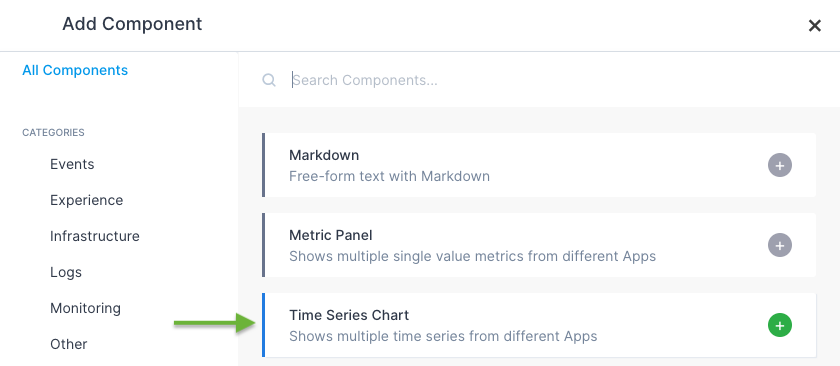 Add Component
All Components
Search Components...
CATEGORIES
Events
Experience
Infrastructure
Logs
Monitoring
Other
Markdown
Free-form text with Markdown
Metric Panel
Shows multiple single value metrics from different Apps
Time Series Chart
Shows multiple time series from different Apps